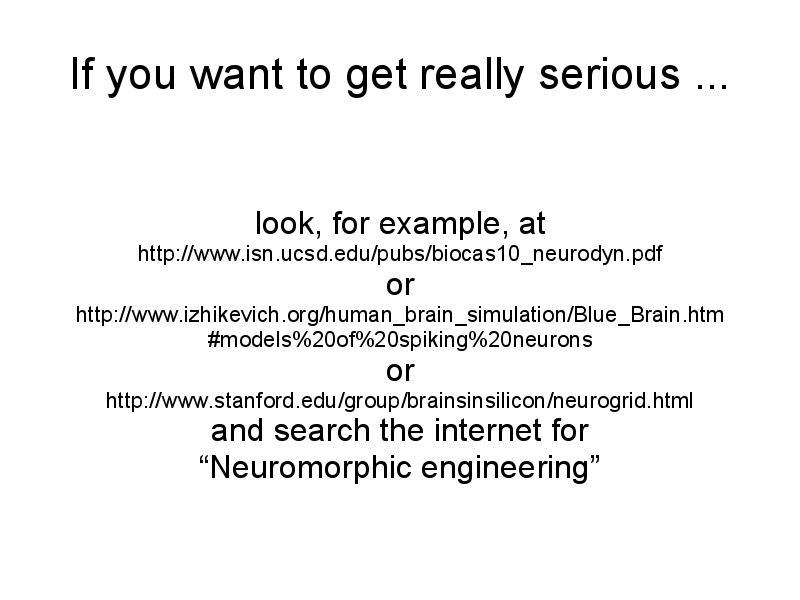 If you want to get really serious ...
look, for example, at
http://www.isn.ucsd.edu/pubs/biocas10_neurodyn.pdf
or
http://www.izhikevich.org/human_brain_simulation/Blue_Brain.htm
#models%20of%20spiking%20neurons
or
http://www.stanford.edu/group/brainsinsilicon/neurogrid.html
and search the internet for
“Neuromorphic engineering”